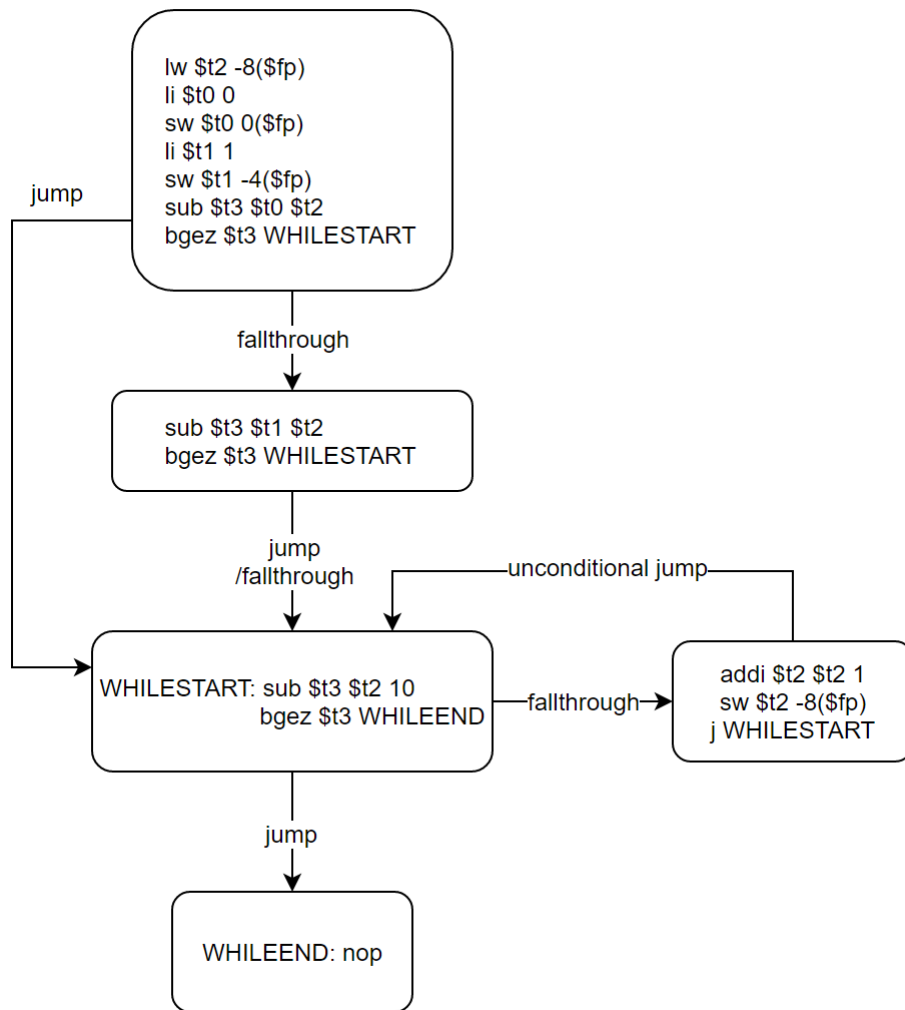 lw $t2 -8($fp)
li $t0 0
sw $t0 0($fp)
li $t1 1
sw $t1 -4($fp)
sub $t3 $t0 $t2
bgez $t3 WHILESTART
jump
fallthrough
sub $t3 $t1 $t2
bgez $t3 WHILESTART
jump
/fallthrough
unconditional jump
WHILESTART: sub $t3 $t2 10
bgez $t3 WHILEEND
fallthrough
addi $t2 $t2 1
sw $t2 -8($fp)
j WHILESTART
jump
WHILEEND: nop